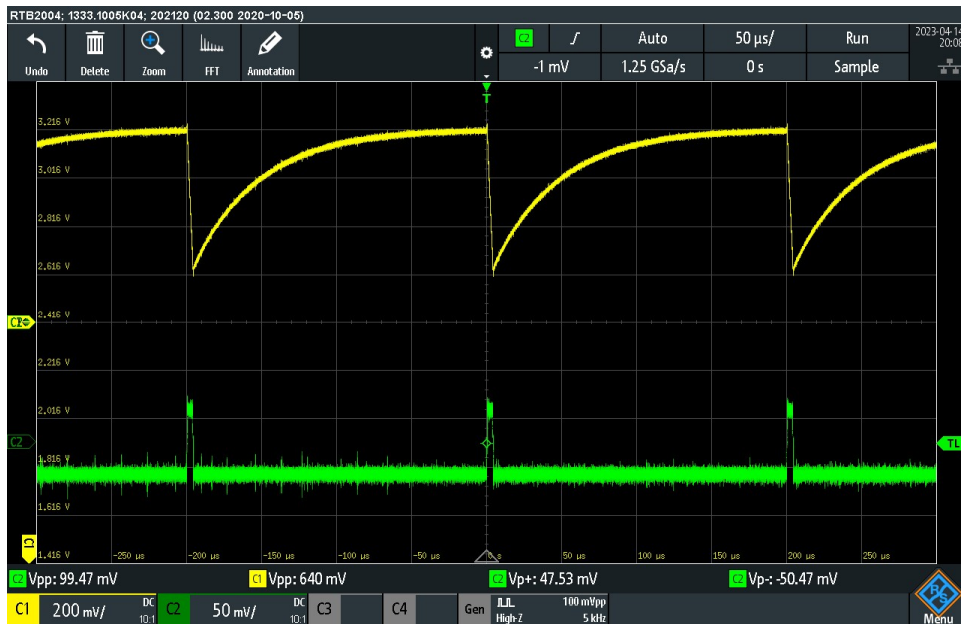 RTB2004; 1333.1005K04; 202120 (02.300 2020-10-05)
Undo
Delete
Zoom
FFT
Annotation
C2
Auto
50 µs/
Run
-1 mV
1.25 GSa/s
0 s
Sample
2023-04-14
T
3.216 V
3.016 V
2.816 V
2.616 V
2.416 V
2.216 V
2.016 V
C2
TL
1.816 V
1.616 V
C1
1.416 V
-250 µs
-200 µs
-150 µs
-100 µs
-50 µs
0 s
50 µs
100 µs
150 µs
200 µs
250 µs
C2 Vpp: 99.47 mV
C1 Vpp: 640 mV
C2 Vp+: 47.53 mV
C2 Vp-: -50.47 mV
C1 200 mV/ DC 10:1
C2 50 mV/ DC 10:1
C3
C4
Gen High-Z 100 mVpp 5 kHz
R&S
Menu